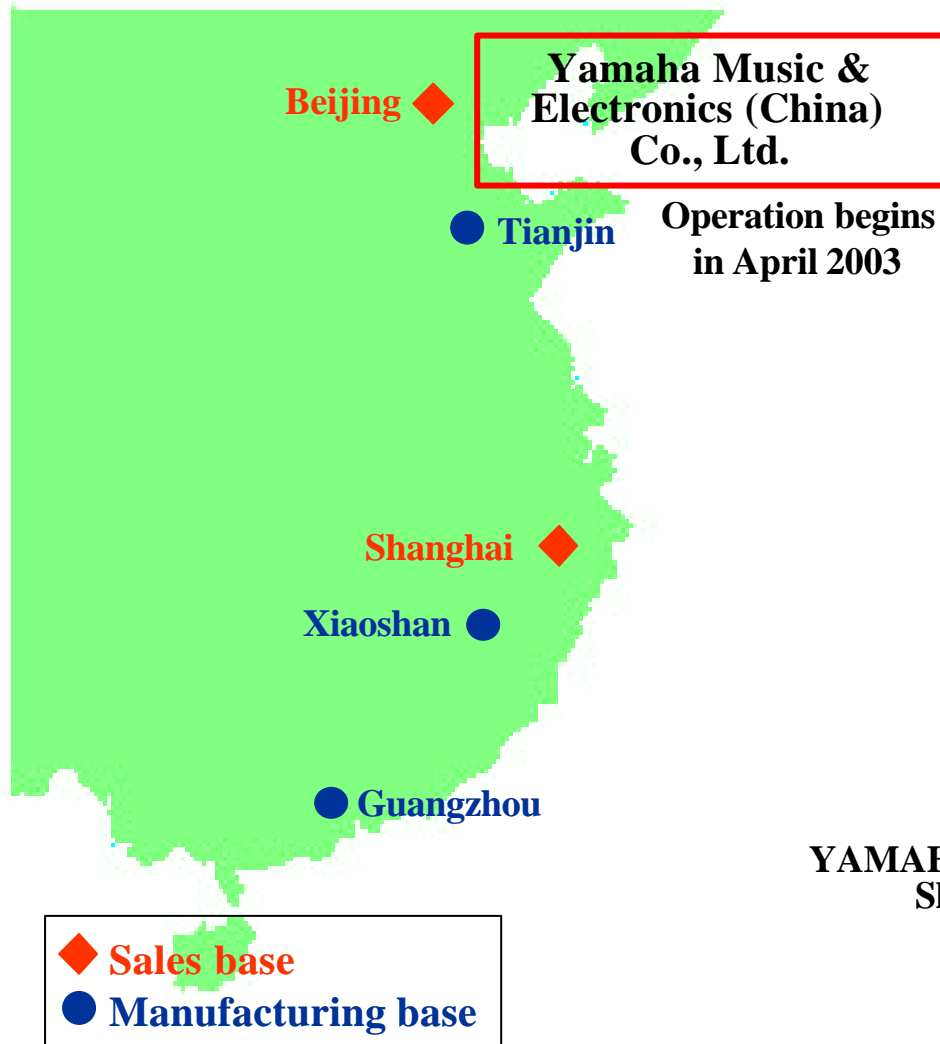 Yamaha Music &
Electronics (China)
Co., Ltd.
Beijing
Operation begins
in April 2003
Tianjin
Shanghai
Xiaoshan
Guangzhou
Sales base
Manufacturing base